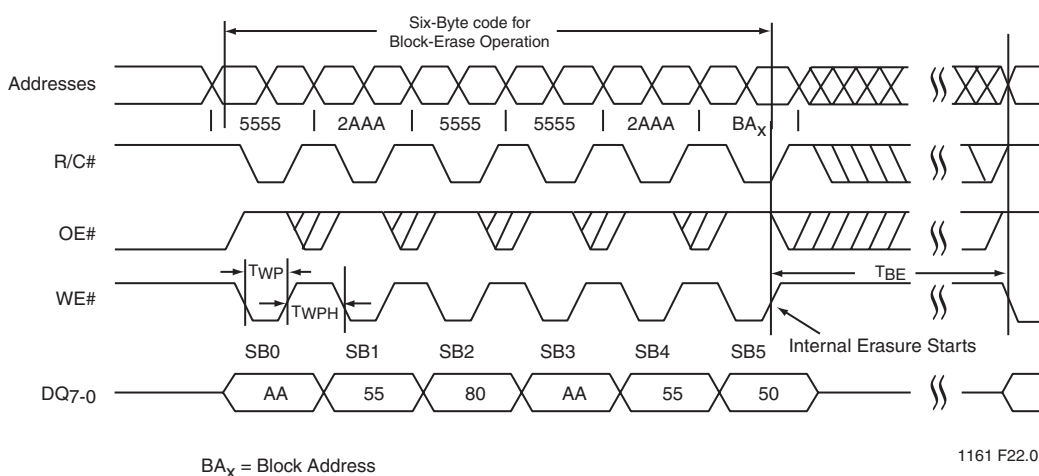 Six-Byte code for
Block-Erase Operation
Addresses
5555 2AAA 5555 5555 2AAA BAX
R/C#
OE#
TWP
TBE
WE#
TWPH
Internal Erasure Starts
SB0 SB1 SB2 SB3 SB4 SB5
DQ7-0
AA 55 80 AA 55 50
BAX = Block Address
1161 F22.0